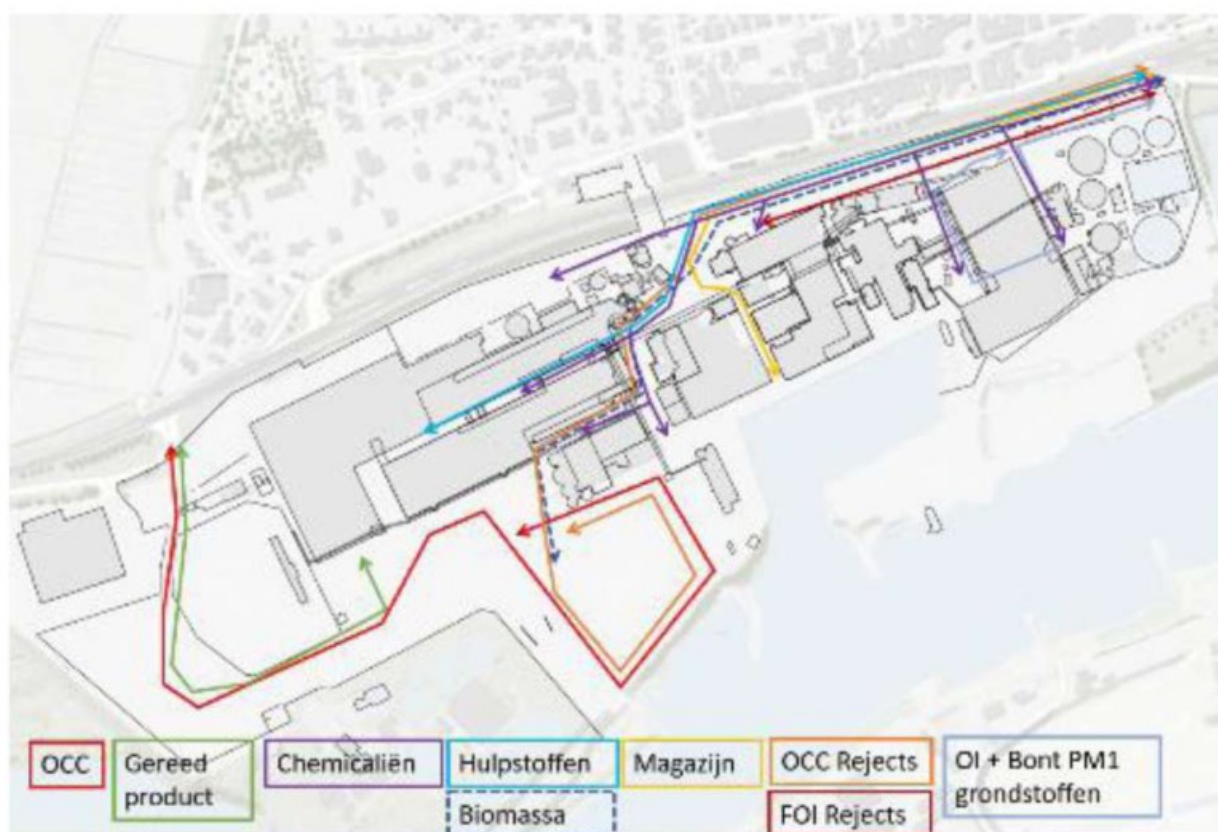 OCC
Gereed
product
Chemicaliën
Hulpstoffen
Biomassa
Magazijn
OCC Rejects
FOI Rejects
OI + Bont PM1
grondstoffen